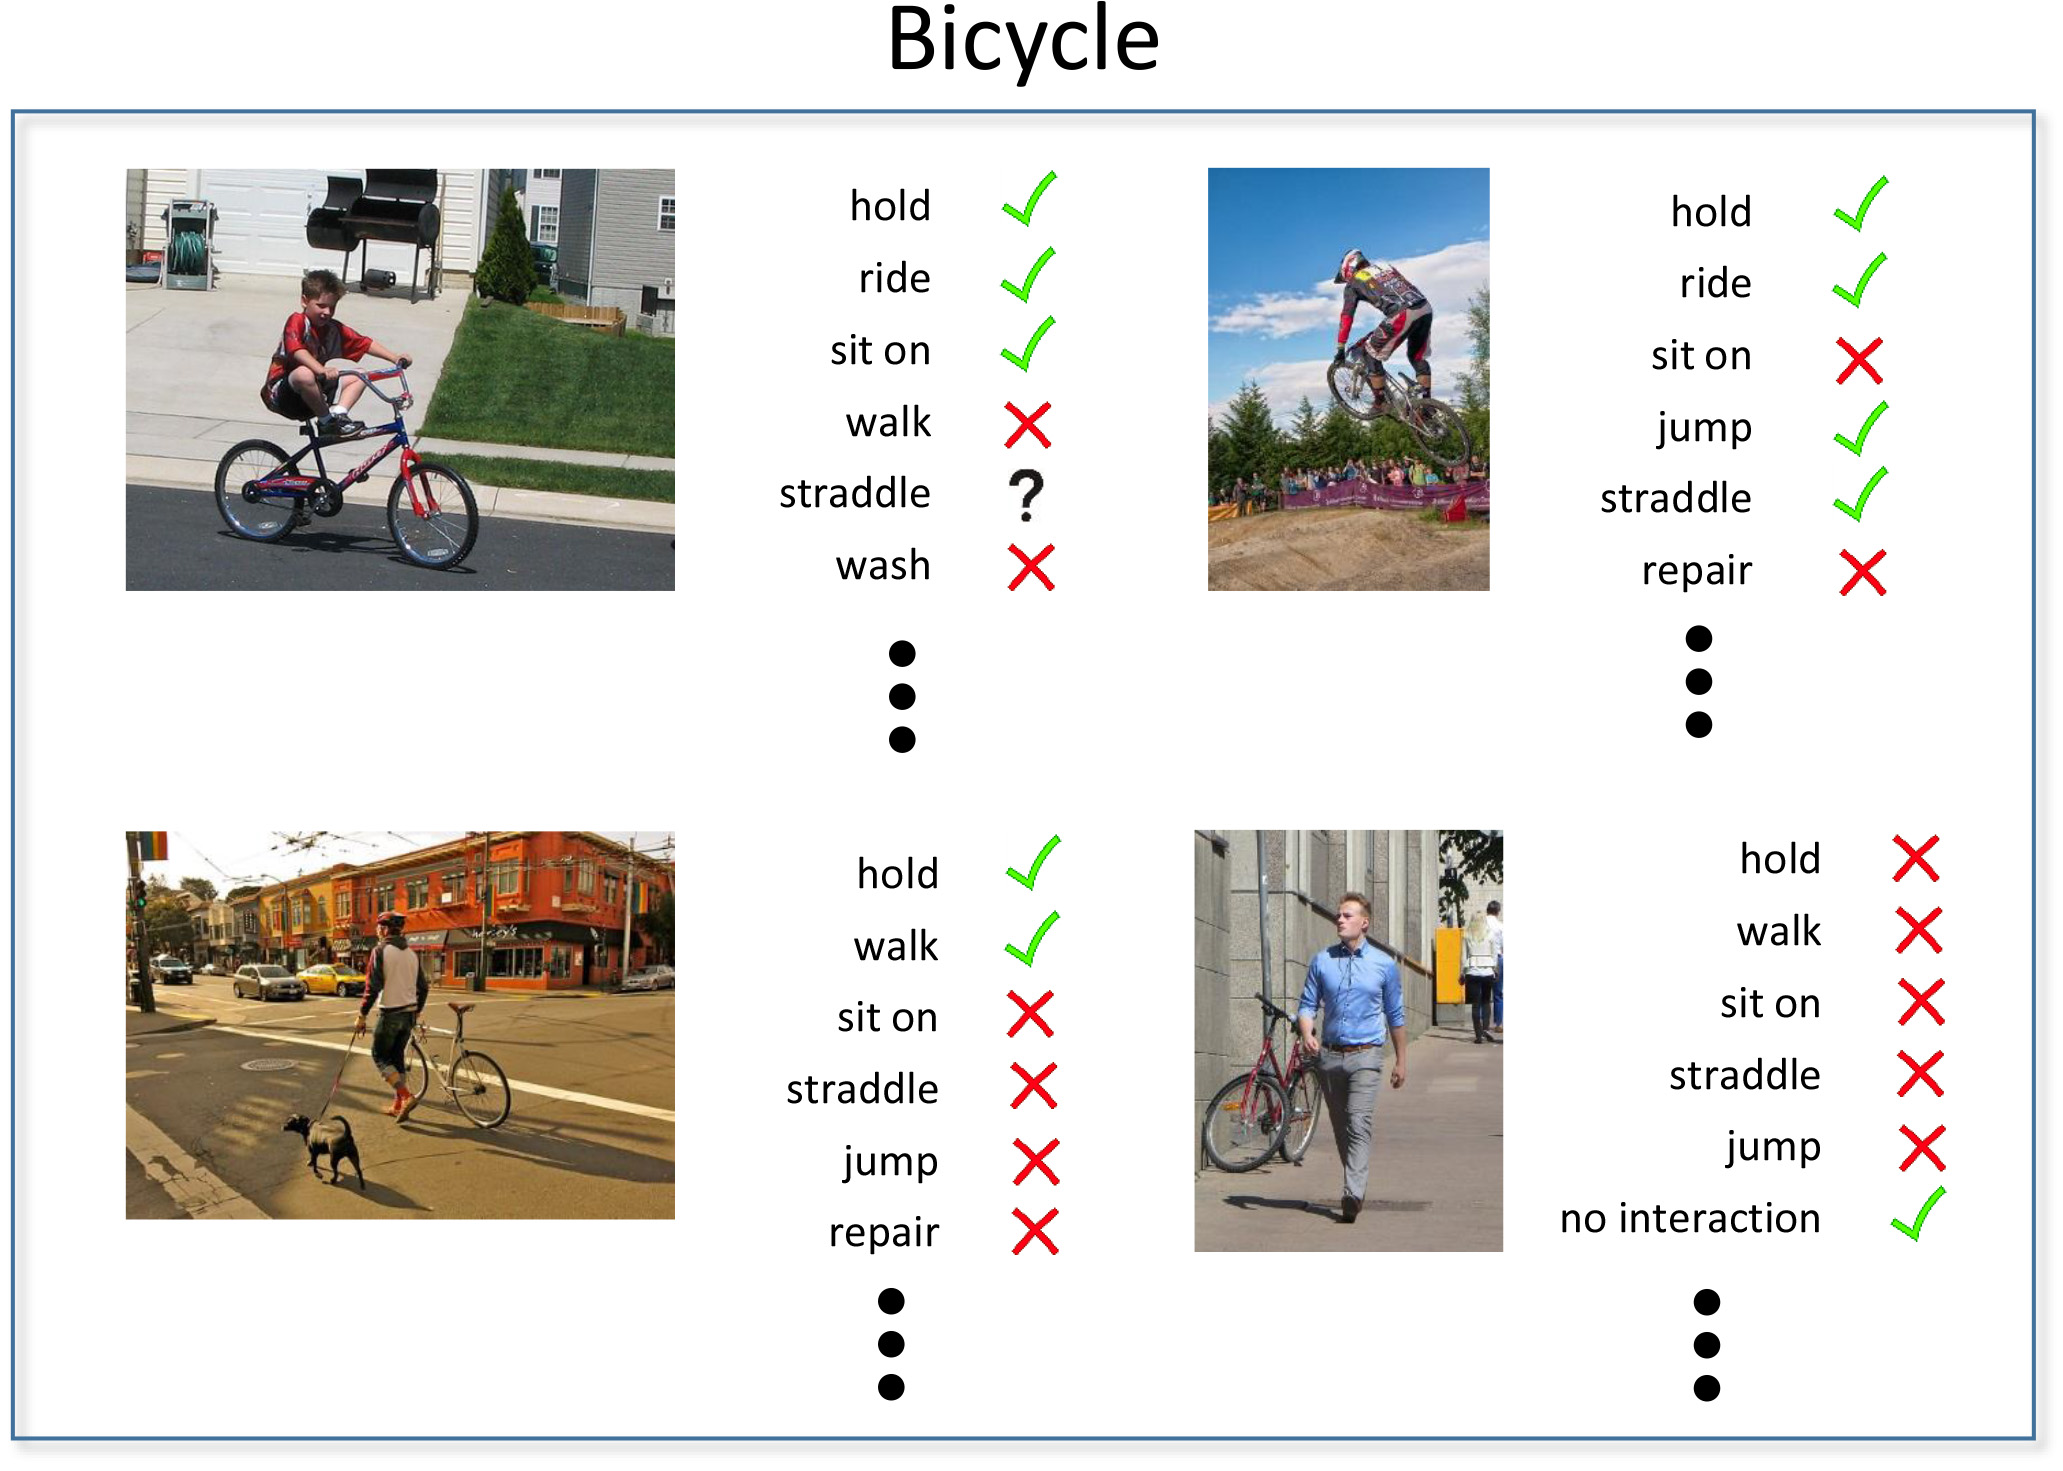 Bicycle
hold
ride
sit on
walk
straddle ?
wash
hold
ride
sit on
jump
straddle
repair
hold
walk
sit on
straddle
jump
repair
hold
walk
sit on
straddle
jump
no interaction